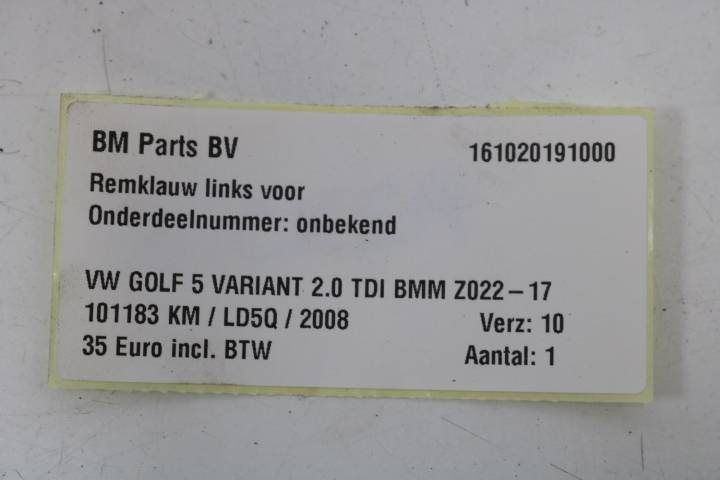 BM Parts BV 161020191000
Remklauw links voor
Onderdeelnummer: onbekend
VW GOLF 5 VARIANT 2.0 TDI BMM Z022-17
101183 KM / LD5Q / 2008 Verz: 10
35 Euro incl. BTW Aantal: 1